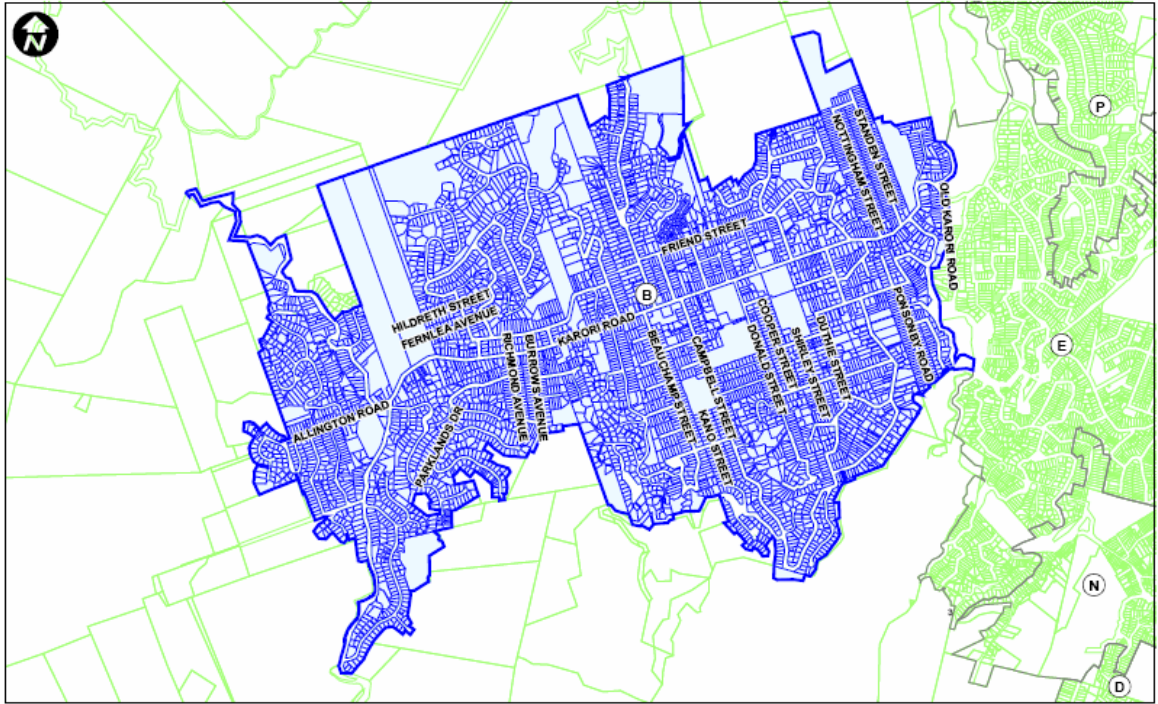 N
P
STANDEN STREET
NOTTINGHAM STREET
OLD KARORI ROAD
FRIEND STREET
B
HILDRETH STREET
FERNLEA AVENUE
KARORI ROAD
PONSONBY ROAD
COOPER STREET
DONALD STREET
SHIRLEY STREET
DUTHIE STREET
E
RICHMOND AVENUE
BURROWS AVENUE
BEAUCHAMP STREET
CAMPBELL STREET
KANO STREET
ALLINGTON ROAD
PARKLANDS DR
N
D